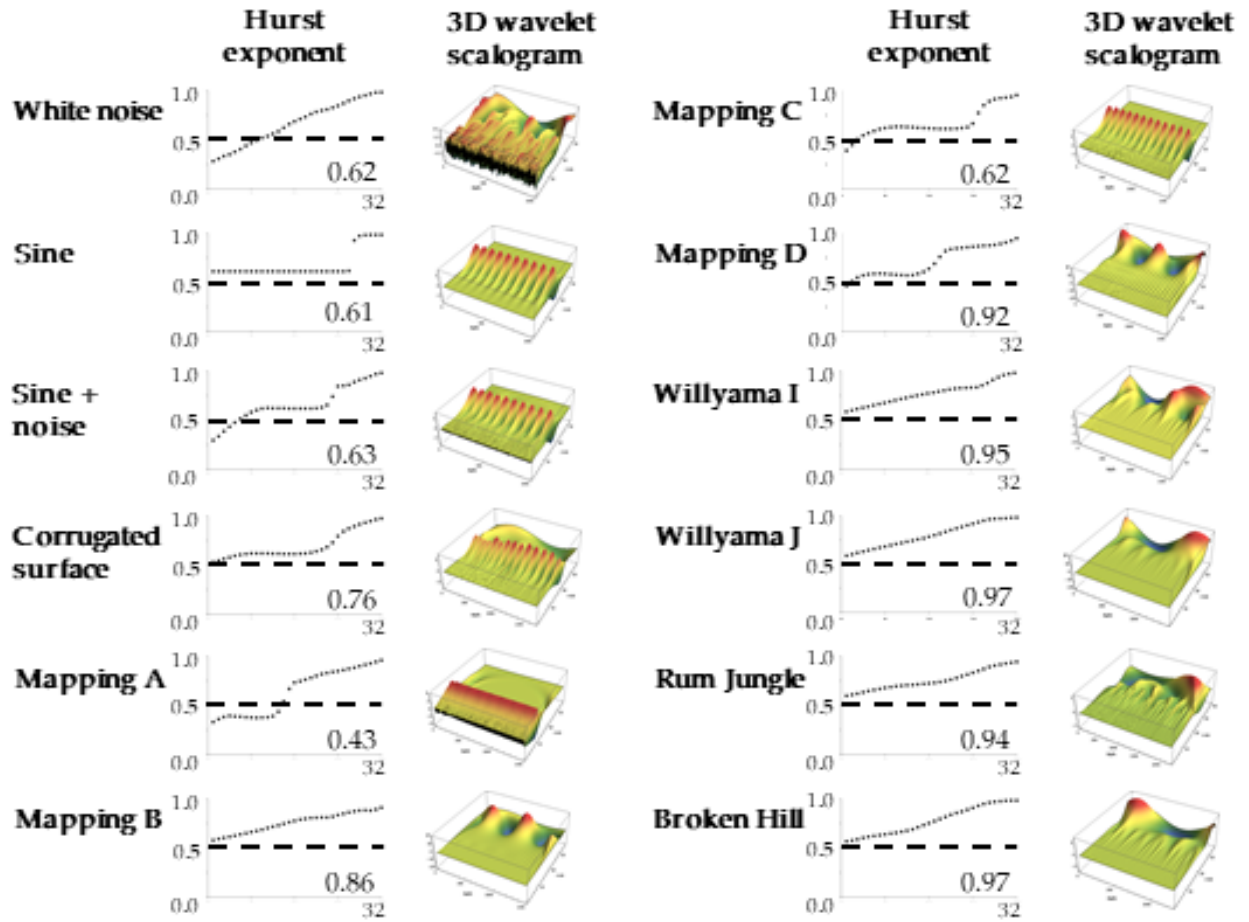 Hurst
exponent
3D wavelet
scalogram
White noise
1.0
0.5
0.0
0.62
32
Sine
1.0
0.5
0.0
0.61
32
Sine +
noise
1.0
0.5
0.0
0.63
32
Corrugated
surface
1.0
0.5
0.0
0.76
32
Mapping A
1.0
0.5
0.0
0.43
32
Mapping B
1.0
0.5
0.0
0.86
32
Hurst
exponent
3D wavelet
scalogram
Mapping C
1.0
0.5
0.0
0.62
32
Mapping D
1.0
0.5
0.0
0.92
32
Willyama I
1.0
0.5
0.0
0.95
32
Willyama J
1.0
0.5
0.0
0.97
32
Rum Jungle
1.0
0.5
0.0
0.94
32
Broken Hill
1.0
0.5
0.0
0.97
32